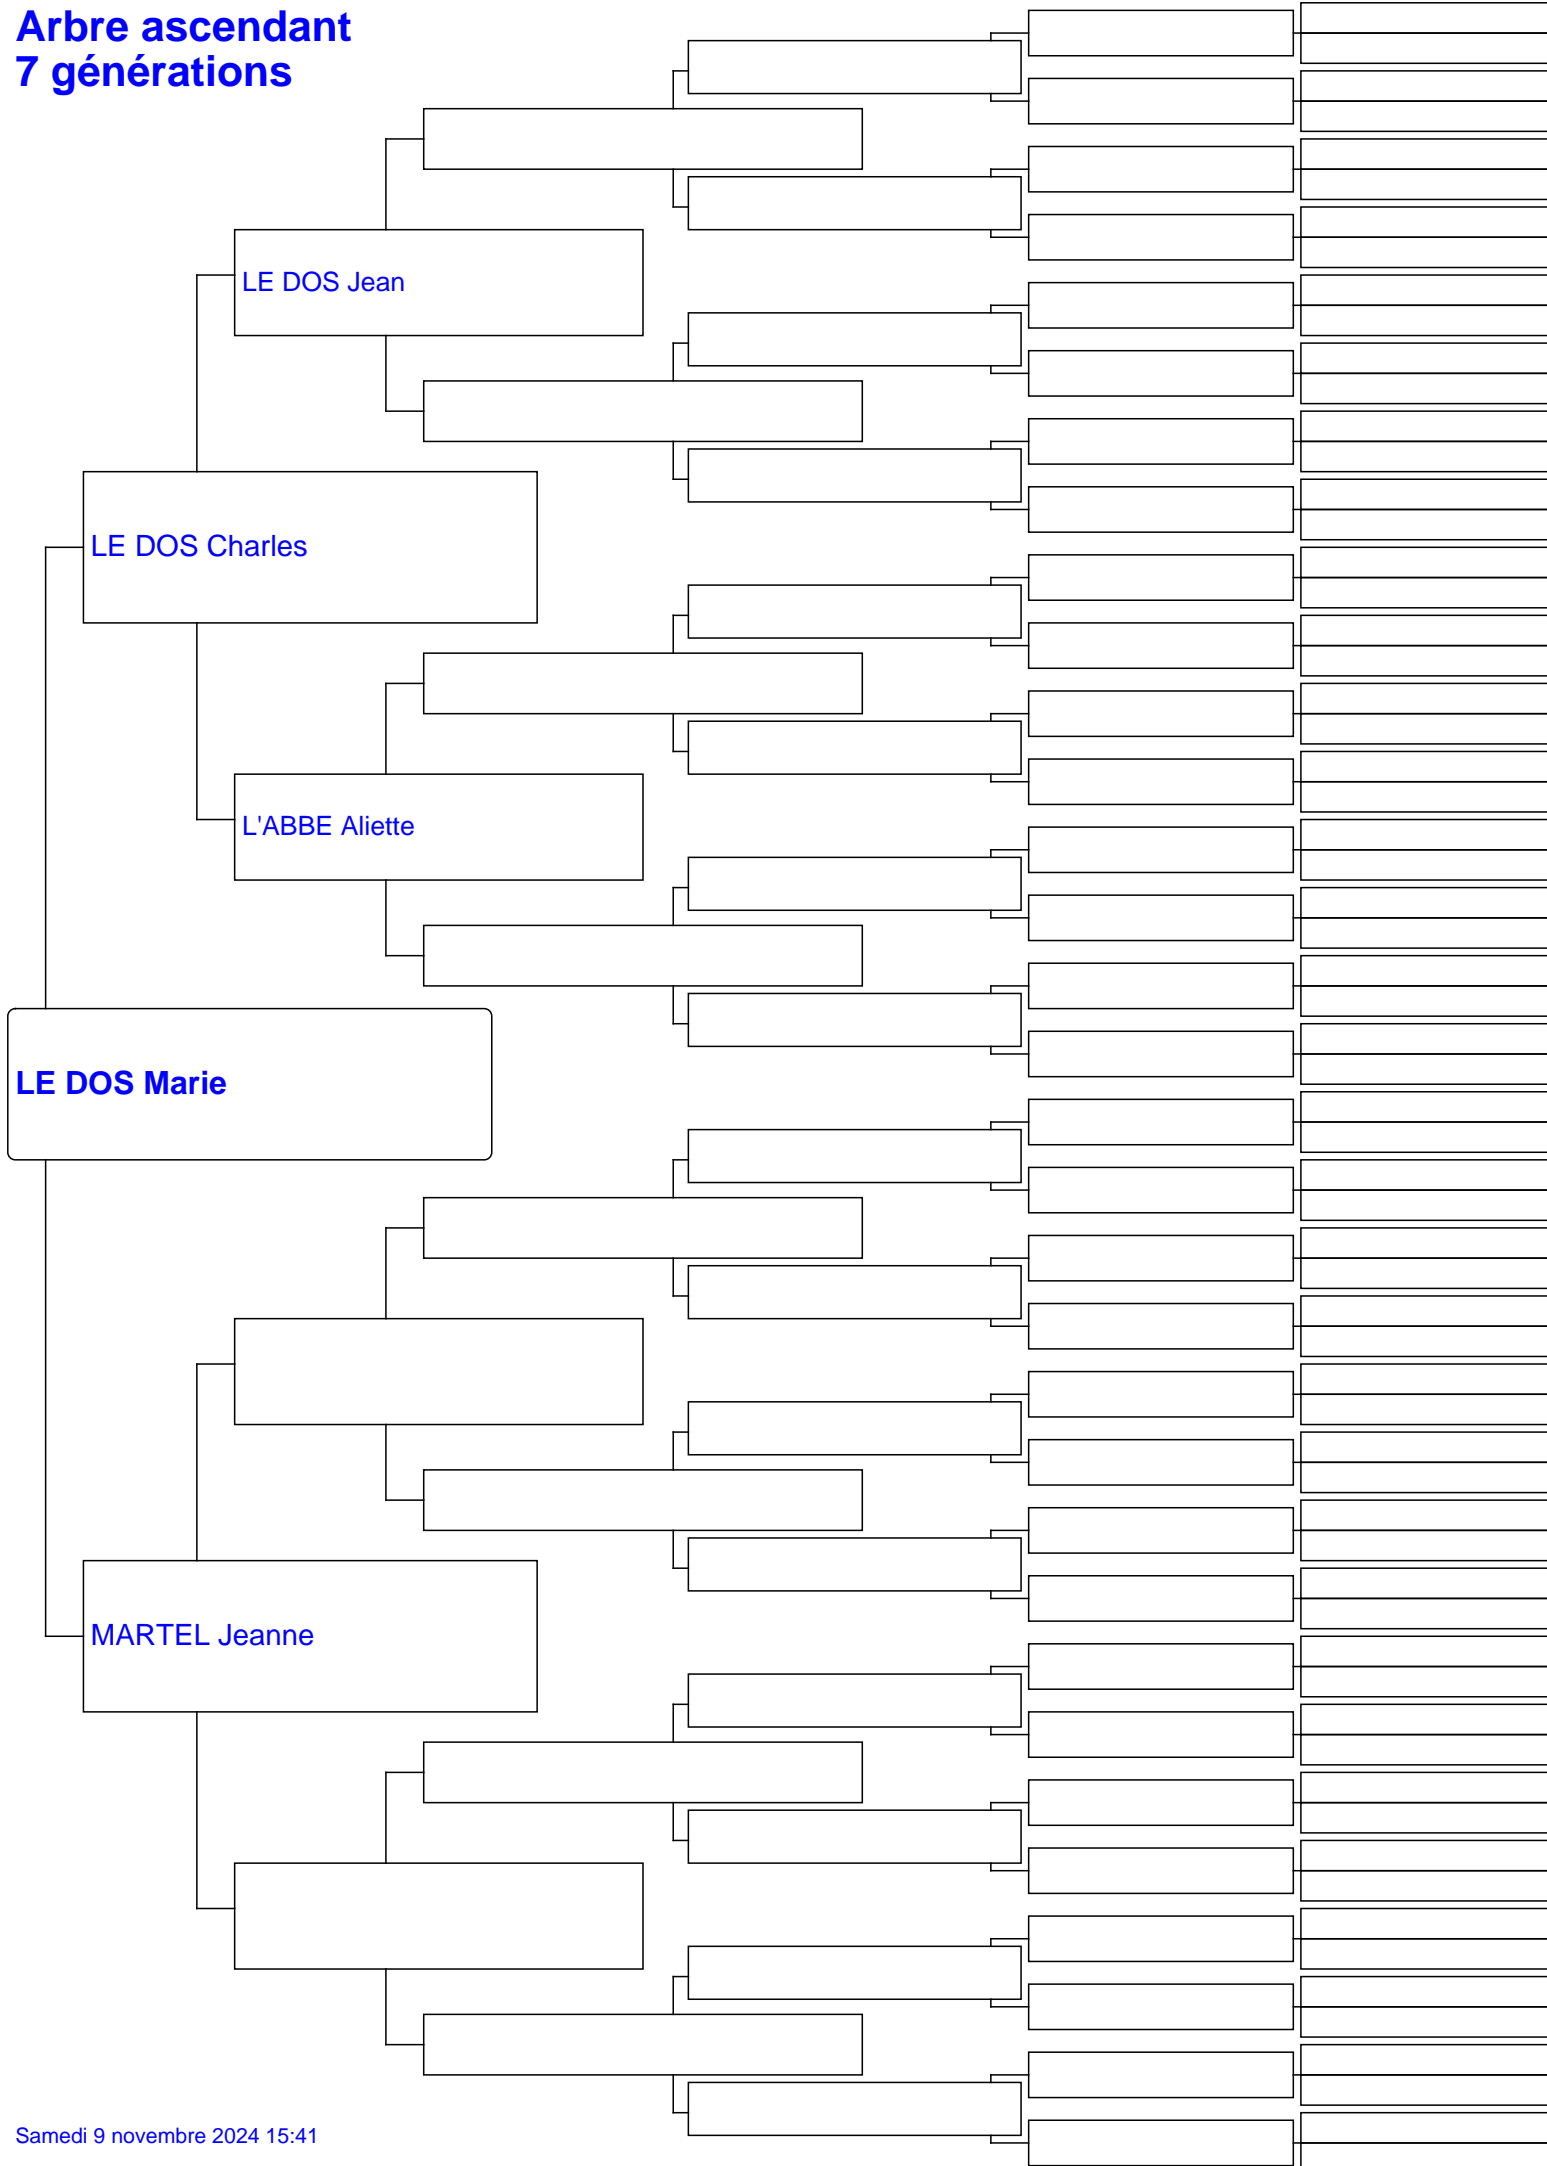 Arbre ascendant
7 générations
LE DOS Jean
LE DOS Charles
L'ABBE Aliette
LE DOS Marie
MARTEL Jeanne
Samedi 9 novembre 2024 15:41